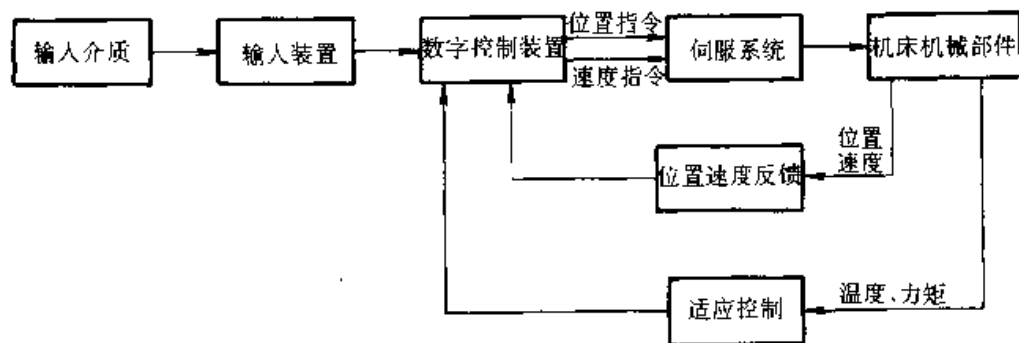 输人介质
输人装置
数字控制装置
位置指令
速度指令
伺服系统
机床机械部件
位置
速度
位置速度反馈
温度、力矩
适应控制